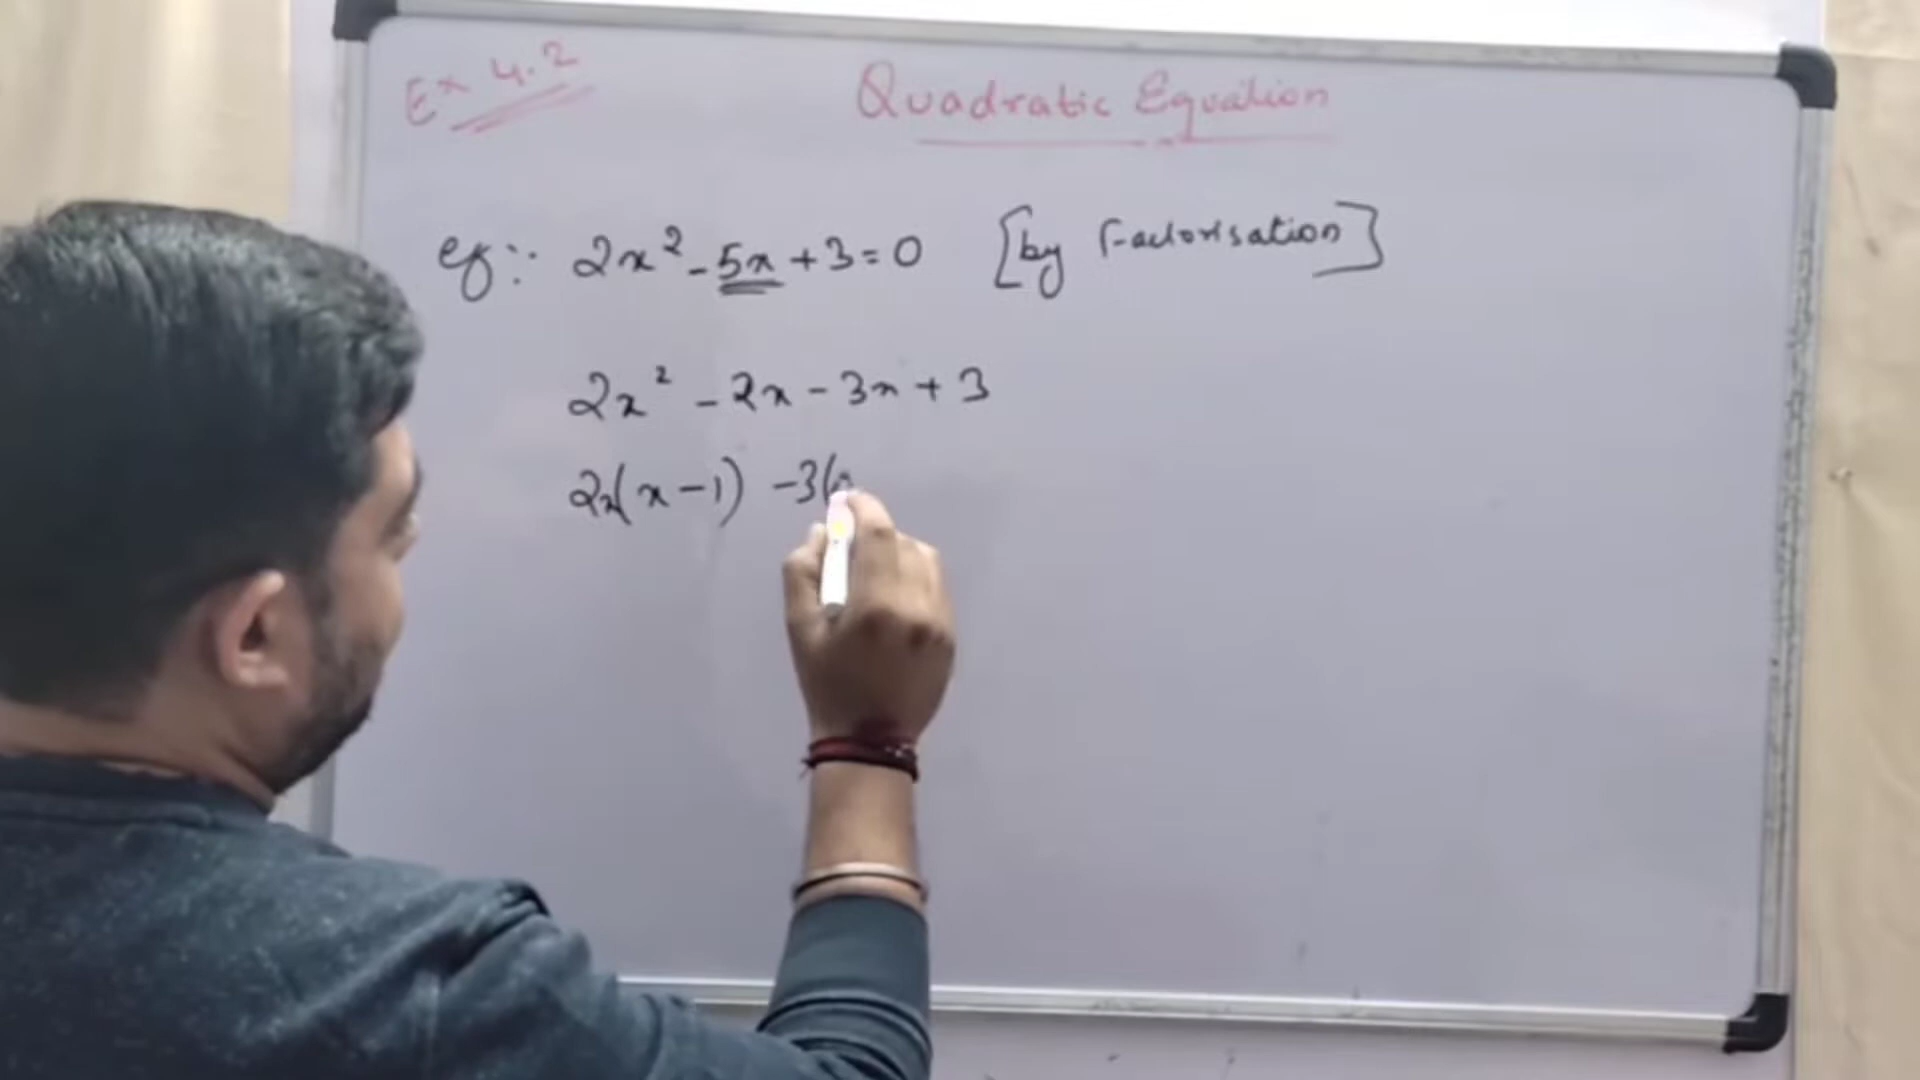 Ex 4.2
Quadratic Equation
eg:- 2x² - 5x + 3 = 0 [by Factorisation]
2x² - 2x - 3x + 3
2x(x - 1) - 3(